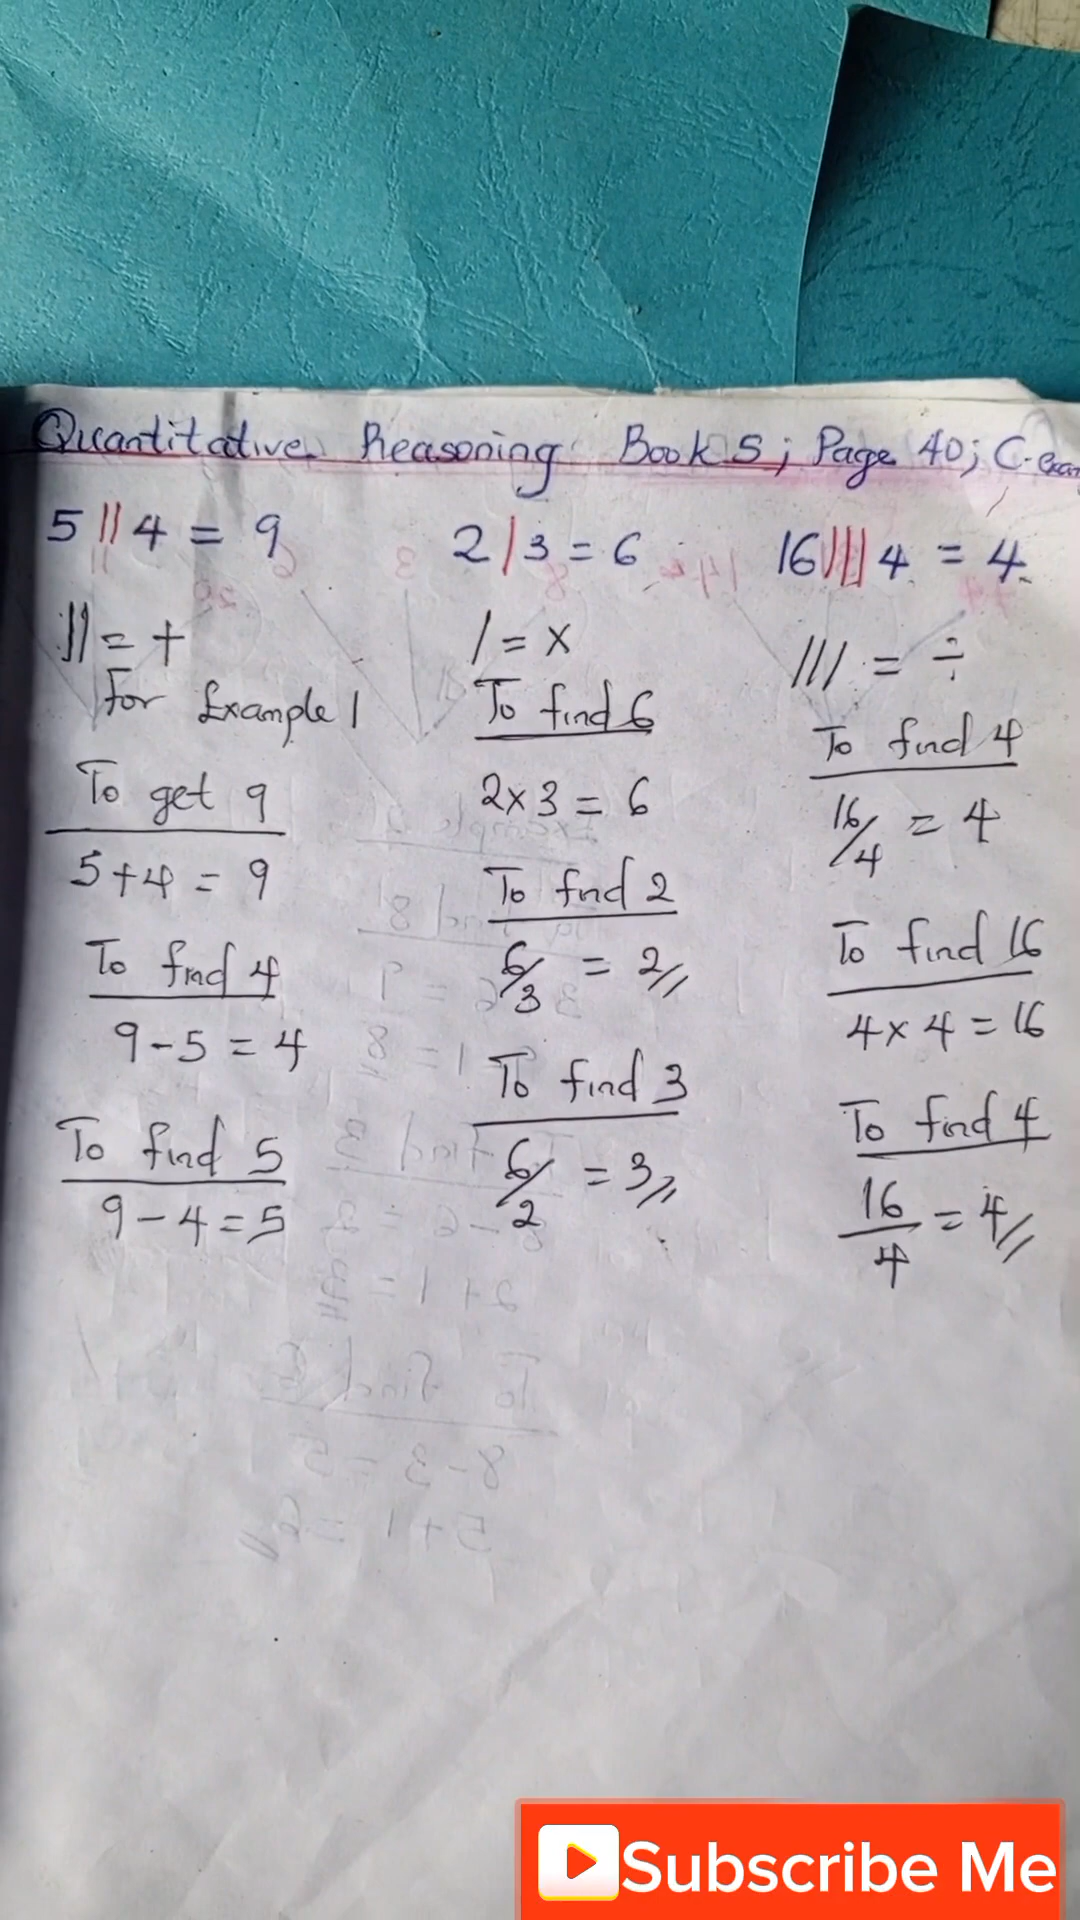 Quantitative Reasoning Book 5; Page 40; C-exam
5 || 4 = 9
|| = +
For Example 1
To get 9
5+4 = 9
To find 4
9-5 = 4
To find 5
9-4=5
2 / 3 = 6
/ = x
To find 6
2x3 = 6
To find 2
6/3 = 2//
To find 3
6/2 = 3//
16 ||| 4 = 4
/// = ÷
To find 4
16/4 = 4
To find 16
4x4=16
To find 4
16/4 = 4//
Subscribe Me